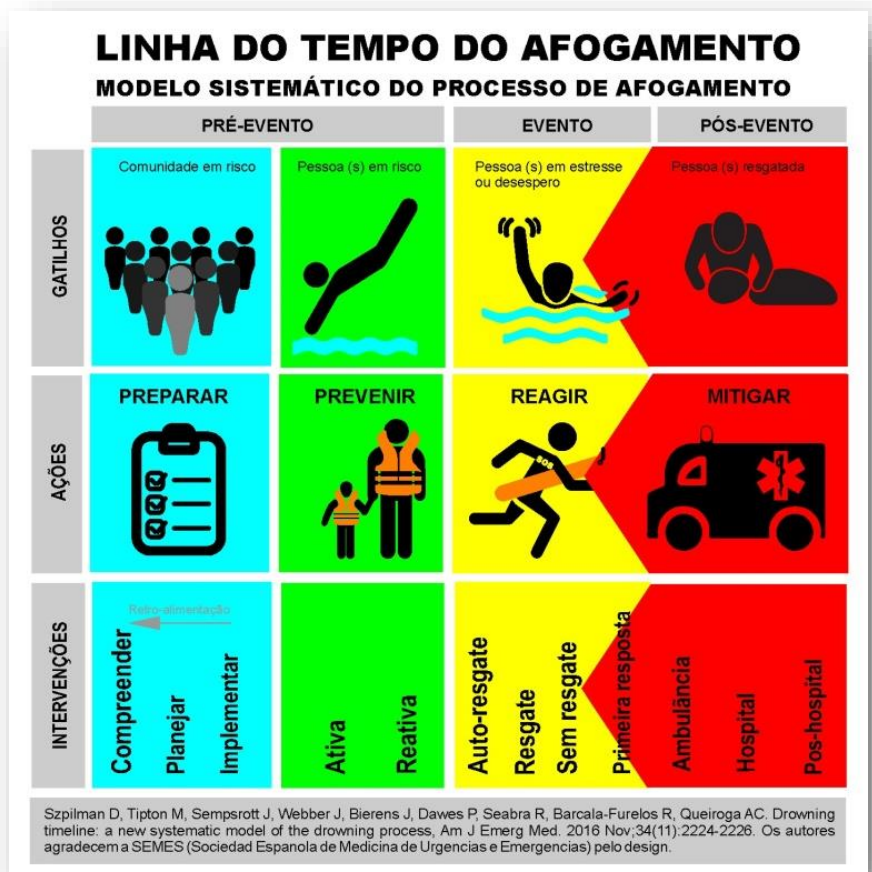 LINHA DO TEMPO DO AFOGAMENTO
MODELO SISTEMÁTICO DO PROCESSO DE AFOGAMENTO
PRÉ-EVENTO
EVENTO
PÓS-EVENTO
GATILHOS
Comunidade em risco
Pessoa (s) em risco
Pessoa (s) em estresse
ou desespero
Pessoa (s) resgatada
AÇÕES
PREPARAR
PREVENIR
REAGIR
SOS
MITIGAR
INTERVENÇÕES
Retro-alimentação
Compreender
Planejar
Implementar
Ativa
Reativa
Auto-resgate
Resgate
Sem resgate
Primeira resposta
Ambulância
Hospital
Pos-hospital
Szpilman D, Tipton M, Sempsrott J, Webber J, Bierens J, Dawes P, Seabra R, Barcala-Furelos R, Queiroga AC. Drowning
timeline: a new systematic model of the drowning process, Am J Emerg Med. 2016 Nov;34(11):2224-2226. Os autores
agradecem a SEMES (Sociedad Espanola de Medicina de Urgencias e Emergencias) pelo design.